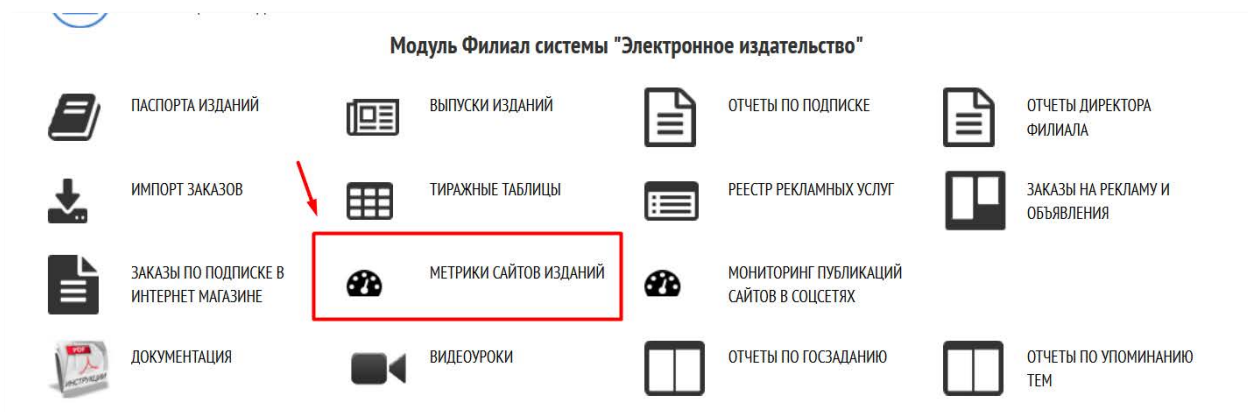 Модуль Филиал системы "Электронное издательство"
ПАСПОРТА ИЗДАНИЙ
ВЫПУСКИ ИЗДАНИЙ
ОТЧЕТЫ ПО ПОДПИСКЕ
ОТЧЕТЫ ДИРЕКТОРА
ФИЛИАЛА
ИМПОРТ ЗАКАЗОВ
ТИРАЖНЫЕ ТАБЛИЦЫ
РЕЕСТР РЕКЛАМНЫХ УСЛУГ
ЗАКАЗЫ НА РЕКЛАМУ И
ОБЪЯВЛЕНИЯ
ЗАКАЗЫ ПО ПОДПИСКЕ В
ИНТЕРНЕТ МАГАЗИНЕ
МЕТРИКИ САЙТОВ ИЗДАНИЙ
МОНИТОРИНГ ПУБЛИКАЦИЙ
САЙТОВ В СОЦСЕТЯХ
PDF
ИНСТРУКЦИИ
ДОКУМЕНТАЦИЯ
ВИДЕОУРОКИ
ОТЧЕТЫ ПО ГОСЗАДАНИЮ
ОТЧЕТЫ ПО УПОМИНАНИЮ
ТЕМ